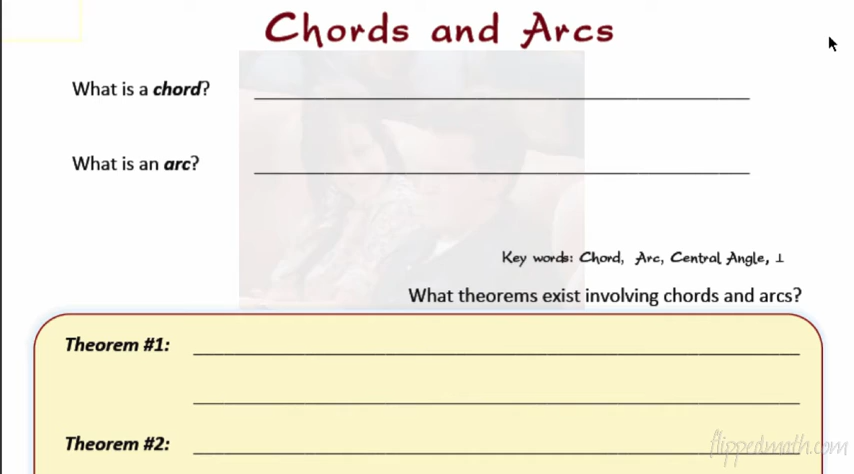 Chords and Arcs
What is a chord?
What is an arc?
Key words: Chord, Arc, Central Angle, ⊥
What theorems exist involving chords and arcs?
Theorem #1:
Theorem #2:
flippedmath.com